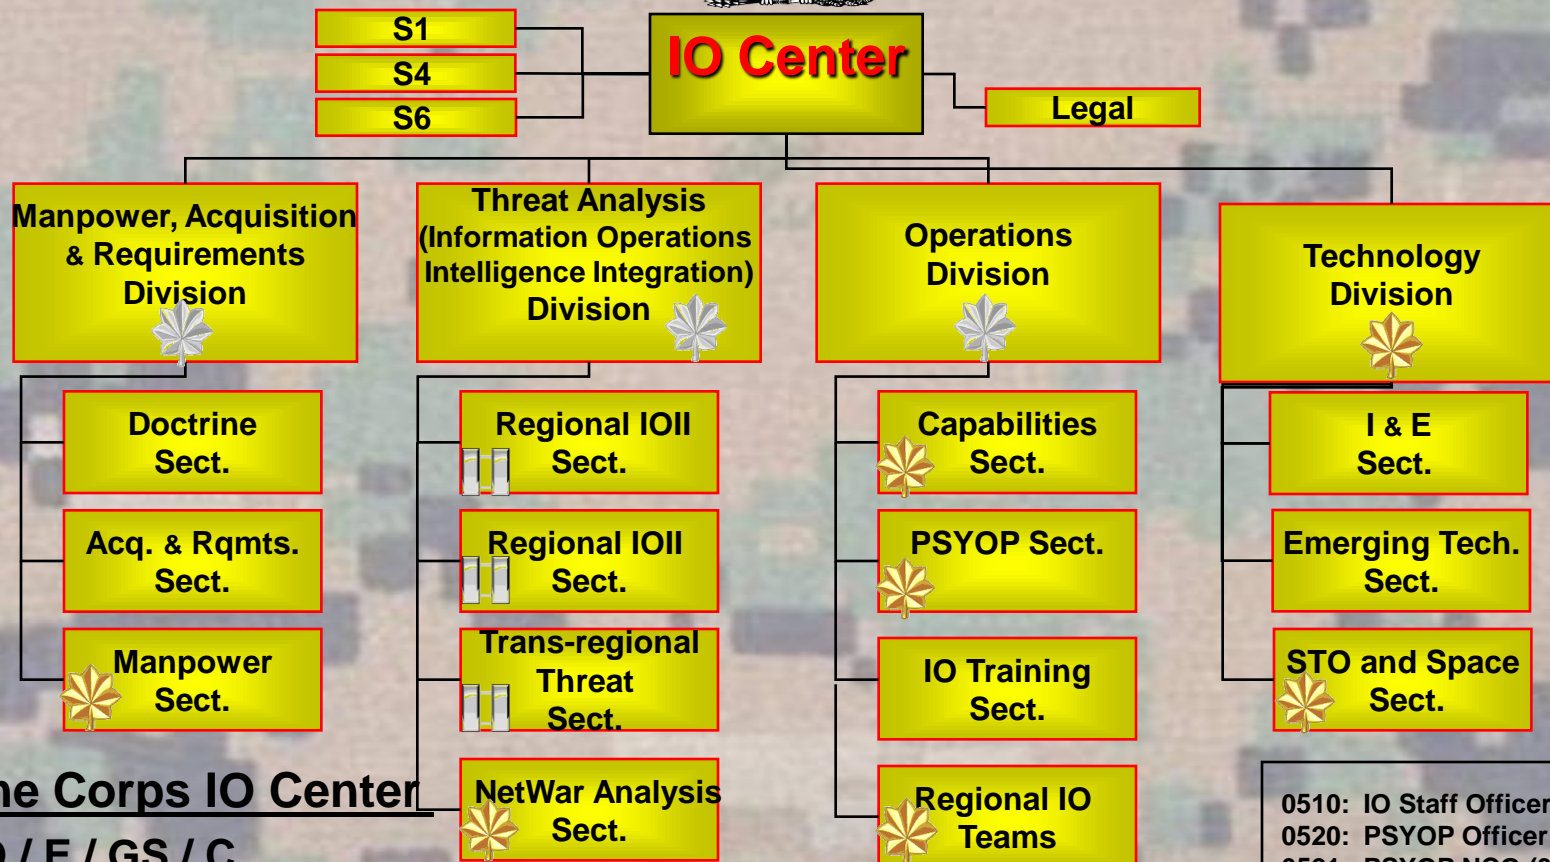 S1
S4
S6
IO Center
Legal
Manpower, Acquisition
& Requirements
Division
Threat Analysis
(Information Operations
Intelligence Integration)
Division
Operations
Division
Technology
Division
Doctrine
Sect.
Acq. & Rqmts.
Sect.
Manpower
Sect.
Regional IOII
Sect.
Regional IOII
Sect.
Trans-regional
Threat
Sect.
NetWar Analysis
Sect.
Capabilities
Sect.
PSYOP Sect.
IO Training
Sect.
Regional IO
Teams
I & E
Sect.
Emerging Tech.
Sect.
STO and Space
Sect.
ne Corps IO Center
/ E / GS / C
0510: IO Staff Officer
0520: PSYOP Officer
PSYOP NCO